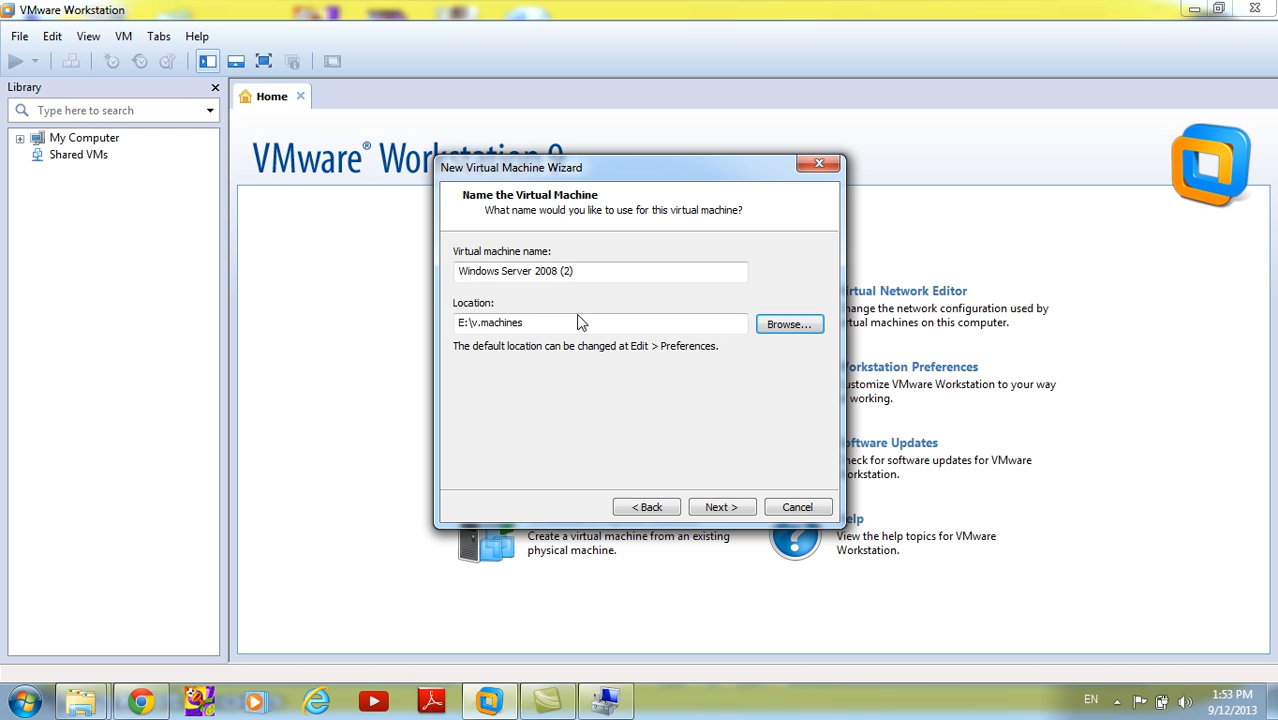 VMware Workstation
File Edit View VM Tabs Help
Library
Type here to search
My Computer
Shared VMs
Home
VMware® Workstation 9
New Virtual Machine Wizard
Name the Virtual Machine
What name would you like to use for this virtual machine?
Virtual machine name:
Windows Server 2008 (2)
Location:
E:\v.machines
Browse...
The default location can be changed at Edit > Preferences.
< Back Next > Cancel
irtual Network Editor
hange the network configuration used by
irtual machines on this computer.
orkstation Preferences
ustomize VMware Workstation to your way
working.
oftware Updates
heck for software updates for VMware
orkstation.
Create a virtual machine from an existing
physical machine.
elp
View the help topics for VMware
Workstation.
EN
1:53 PM
9/12/2013